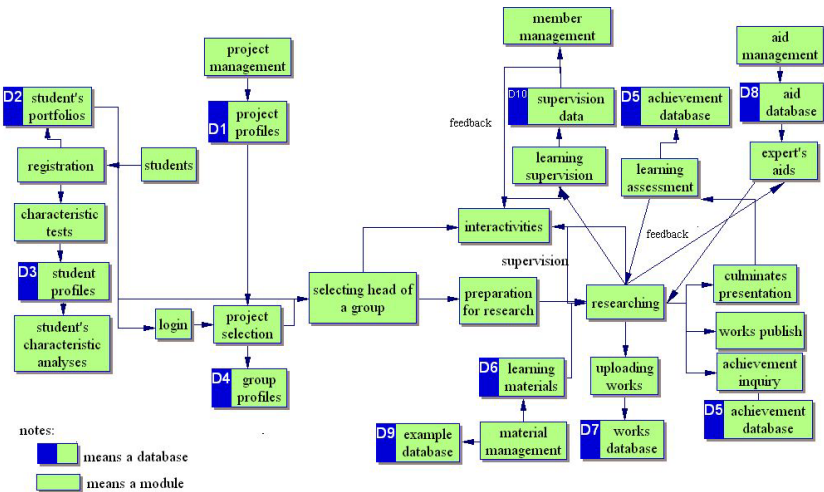 member
management
project
management
aid
management
D2
student's
portfolios
D1
project
profiles
D10
supervision
data
D5
achievement
database
D8
aid
database
feedback
registration
students
learning
supervision
learning
assessment
expert's
aids
characteristic
tests
interactivities
feedback
supervision
D3
student
profiles
selecting head of
a group
preparation
for research
researching
culminates
presentation
student's
characteristic
analyses
login
project
selection
works publish
D4
group
profiles
D6
learning
materials
uploading
works
achievement
inquiry
D9
example
database
material
management
D7
works
database
D5
achievement
database
notes:
means a database
means a module